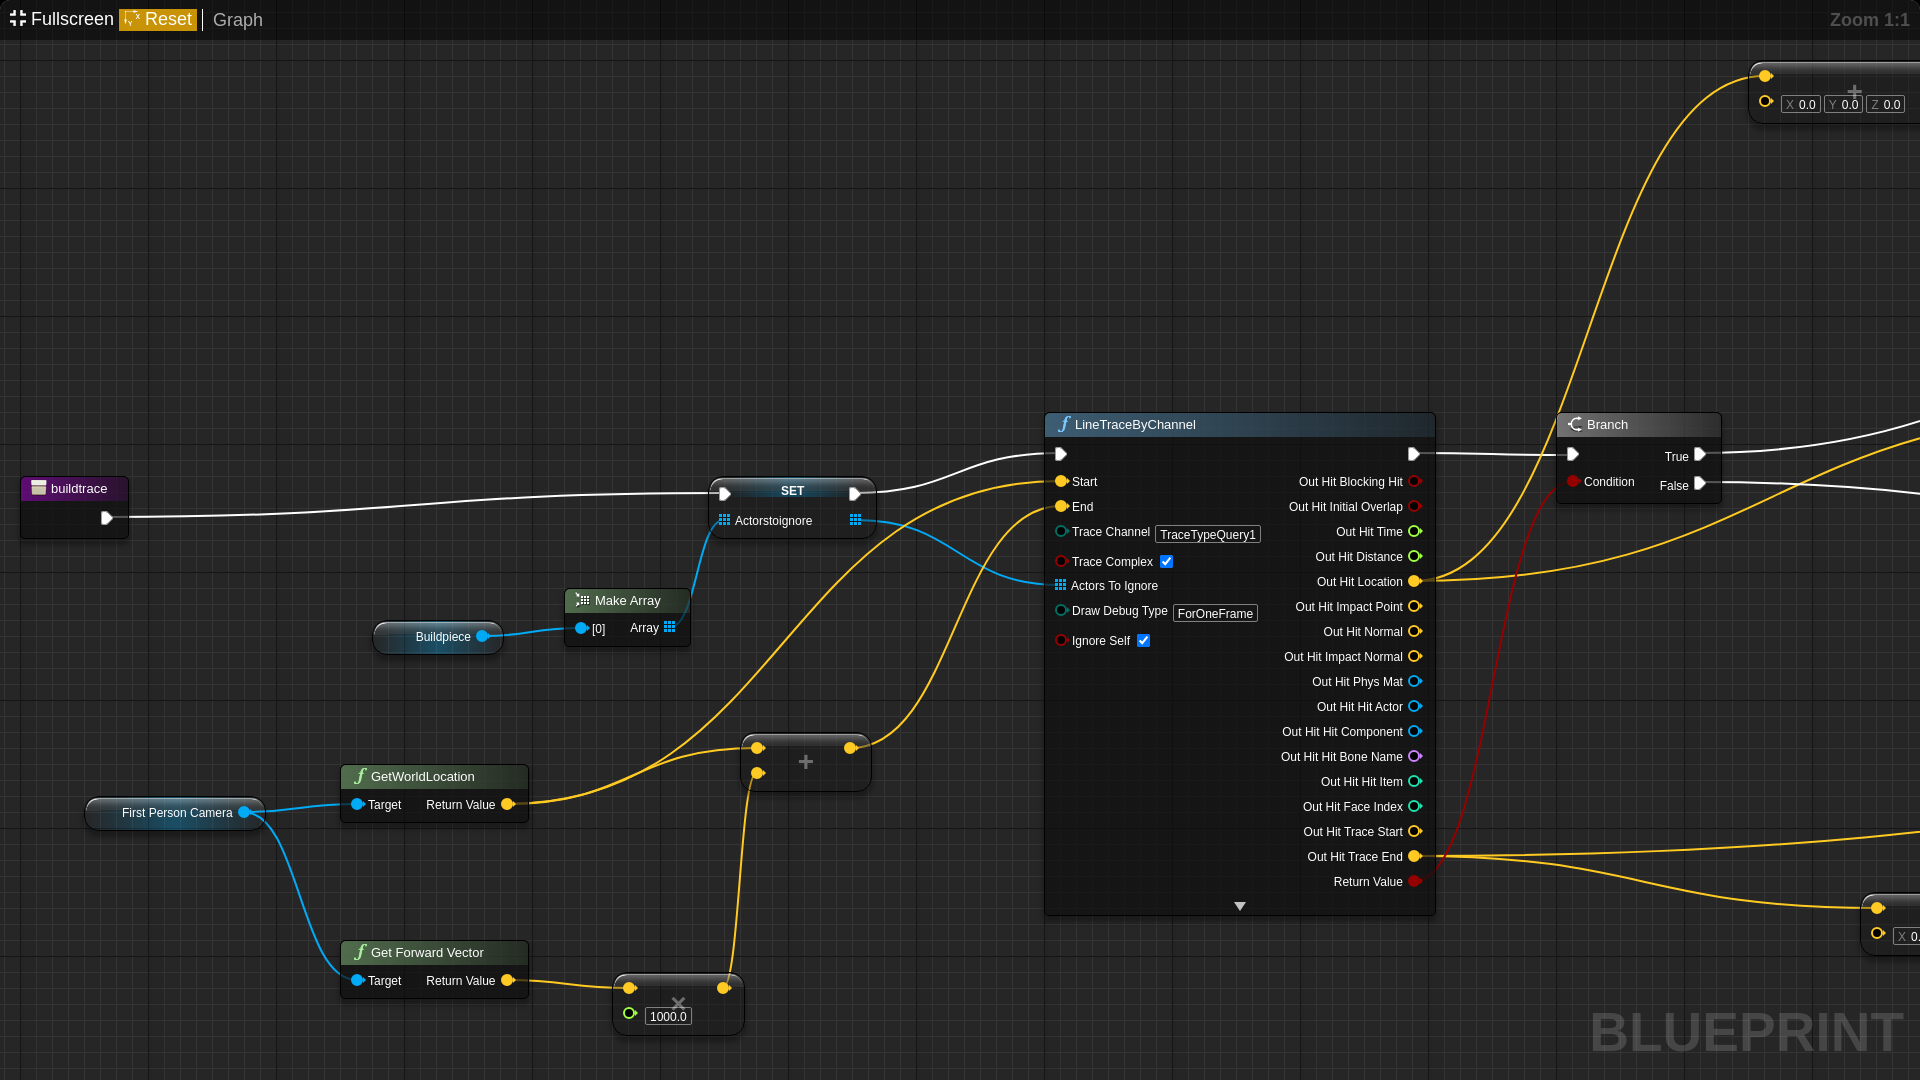 Fullscreen Reset Graph
Zoom 1:1
X 0.0 Y 0.0 Z 0.0
buildtrace
SET
Actorstoignore
Make Array
[0] Array
Buildpiece
GetWorldLocation
Target Return Value
First Person Camera
Get Forward Vector
Target Return Value
1000.0
LineTraceByChannel
Start
End
Trace Channel TraceTypeQuery1
Trace Complex
Actors To Ignore
Draw Debug Type ForOneFrame
Ignore Self
Out Hit Blocking Hit
Out Hit Initial Overlap
Out Hit Time
Out Hit Distance
Out Hit Location
Out Hit Impact Point
Out Hit Normal
Out Hit Impact Normal
Out Hit Phys Mat
Out Hit Hit Actor
Out Hit Hit Component
Out Hit Hit Bone Name
Out Hit Hit Item
Out Hit Face Index
Out Hit Trace Start
Out Hit Trace End
Return Value
Branch
True
Condition
False
X 0.
BLUEPRINT